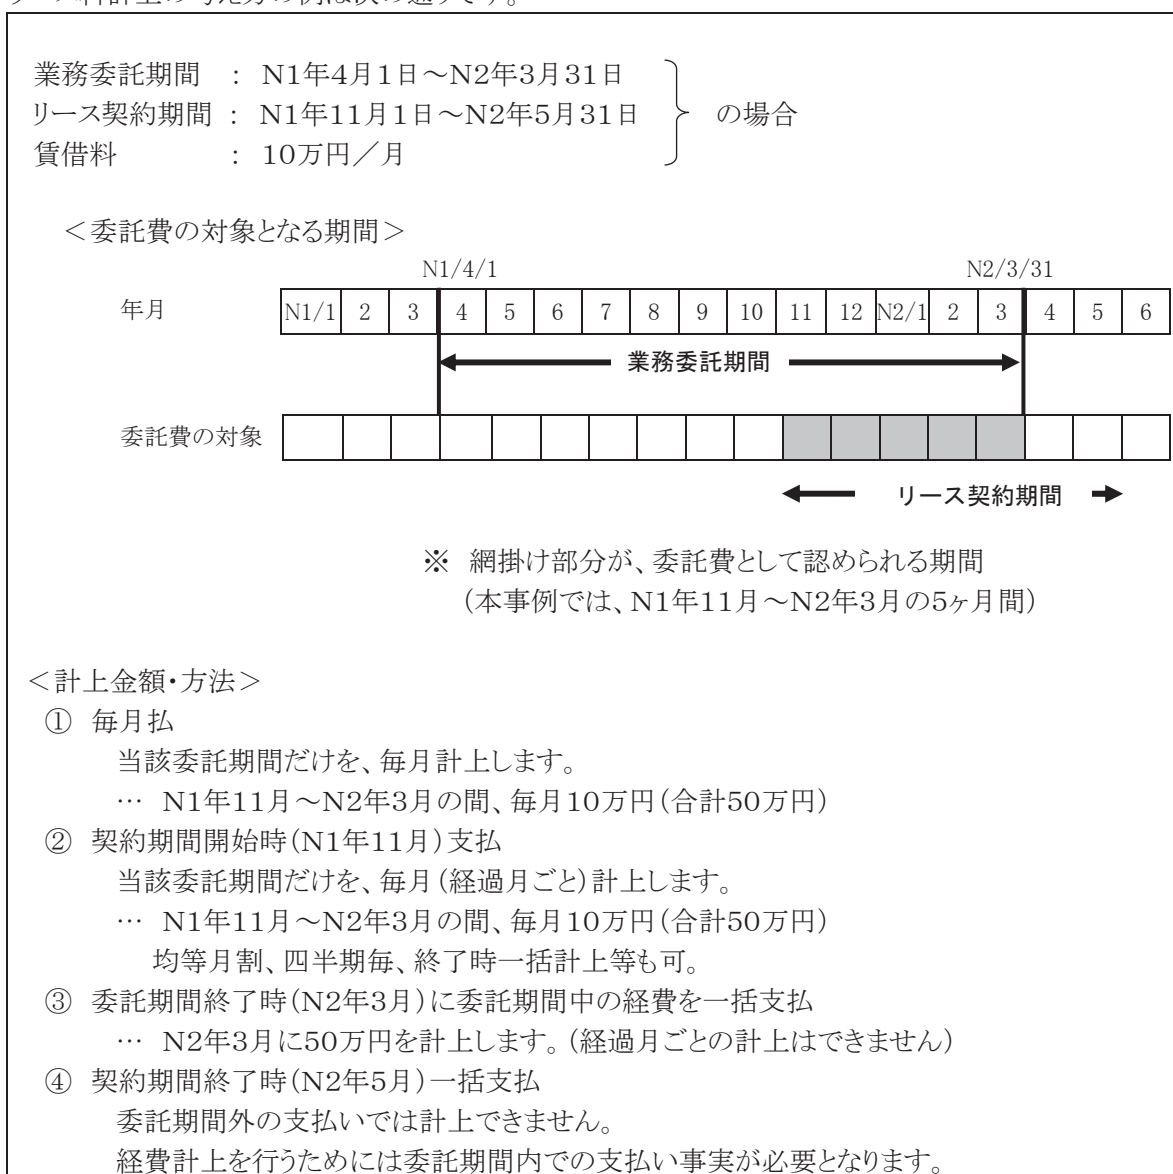 業務委託期間 : N1年4月1日～N2年3月31日
リース契約期間 : N1年11月1日～N2年5月31日 の場合
賃借料 : 10万円／月
＜委託費の対象となる期間＞
N1/4/1 N2/3/31
年月 N1/1 2 3 4 5 6 7 8 9 10 11 12 N2/1 2 3 4 5 6
業務委託期間
委託費の対象
リース契約期間
※ 網掛け部分が、委託費として認められる期間
(本事例では、N1年11月～N2年3月の5ヶ月間)
＜計上金額・方法＞
① 毎月払
当該委託期間だけを、毎月計上します。
… N1年11月～N2年3月の間、毎月10万円(合計50万円)
② 契約期間開始時(N1年11月)支払
当該委託期間だけを、毎月(経過月ごと)計上します。
… N1年11月～N2年3月の間、毎月10万円(合計50万円)
均等月割、四半期毎、終了時一括計上等も可。
③ 委託期間終了時(N2年3月)に委託期間中の経費を一括支払
… N2年3月に50万円を計上します。(経過月ごとの計上はできません)
④ 契約期間終了時(N2年5月)一括支払
委託期間外の支払いでは計上できません。
経費計上を行うためには委託期間内での支払い事実が必要となります。